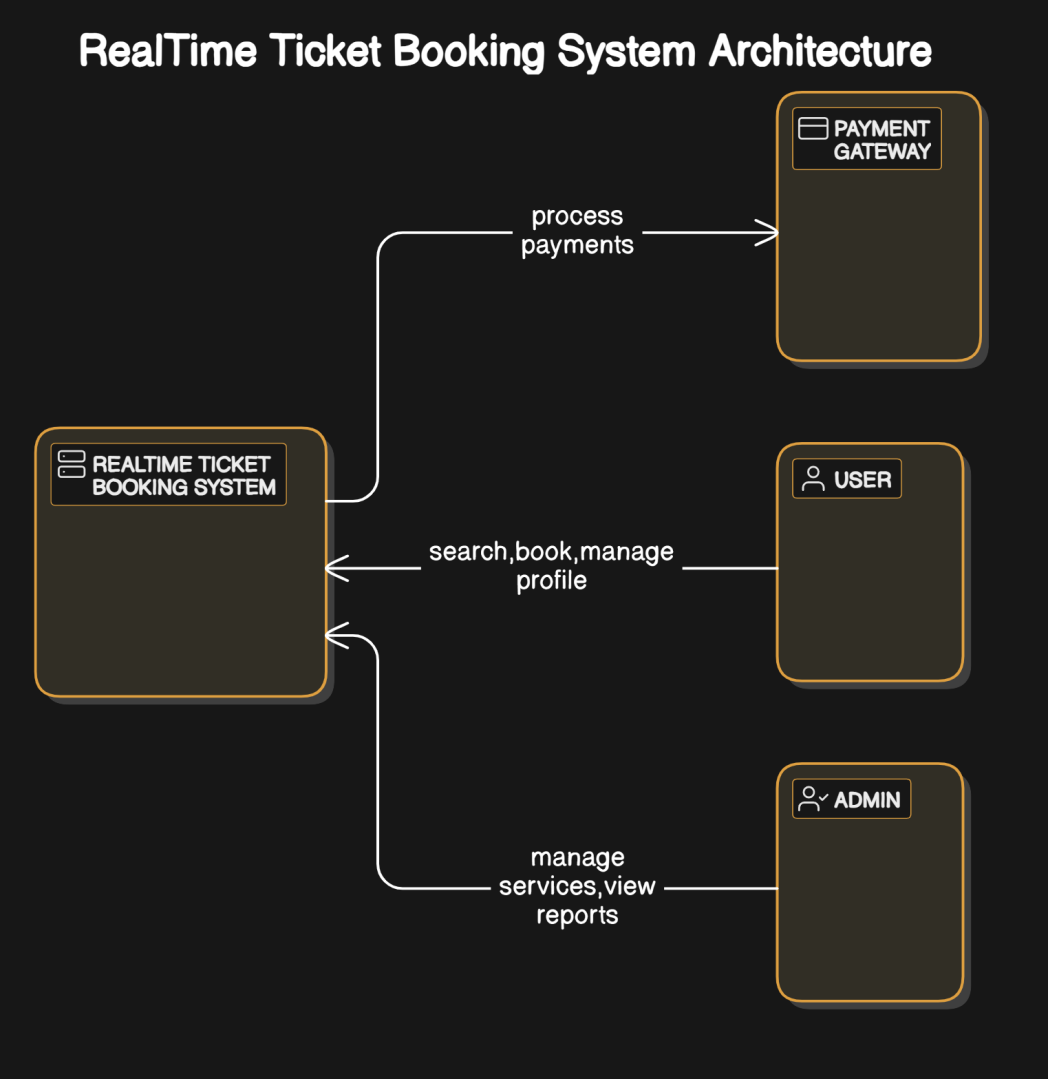 RealTime Ticket Booking System Architecture
PAYMENT
GATEWAY
process
payments
REALTIME TICKET
BOOKING SYSTEM
USER
search,book,manage
profile
ADMIN
manage
services,view
reports